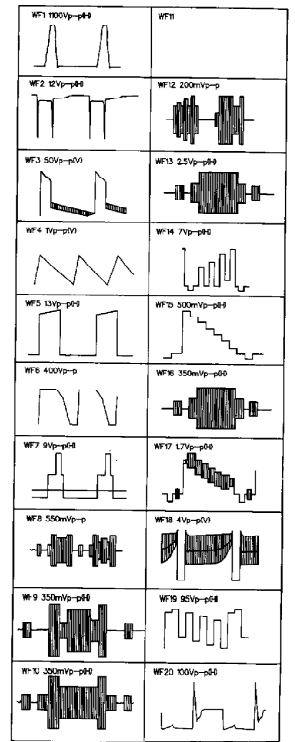 WF1 1100Vp-p(H)
WF11
WF2 12Vp-p(H)
WF12 200mVp-p
WF3 50Vp-p(V)
WF13 2.5Vp-p(H)
WF4 1Vp-p(V)
WF14 7Vp-p(H)
WF5 13Vp-p(H)
WF15 500mVp-p(H)
WF6 400Vp-p
WF16 350mVp-p(H)
WF7 9Vp-p(H)
WF17 1.7Vp-p(H)
WF8 550mVp-p
WF18 4Vp-p(V)
WF9 350mVp-p(H)
WF19 95Vp-p(H)
WF10 350mVp-p(H)
WF20 100Vp-p(H)